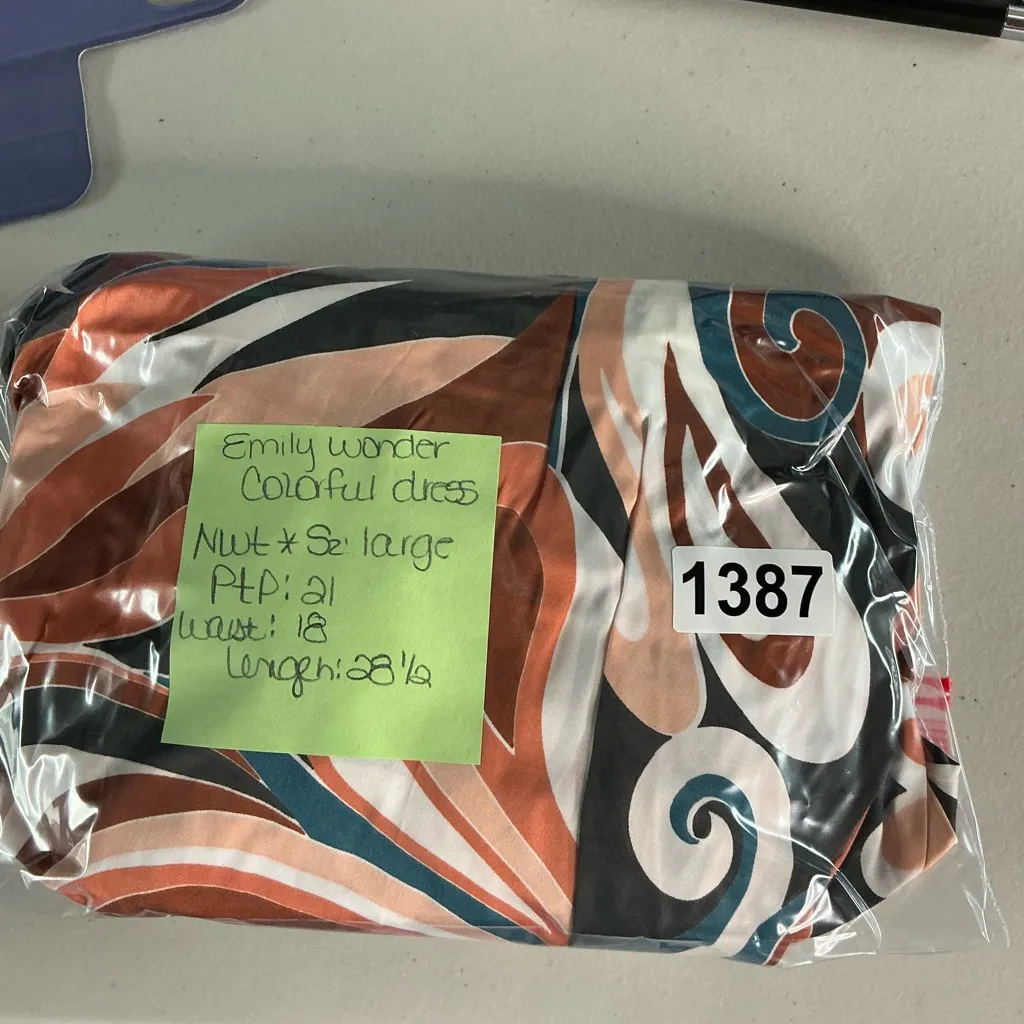 Emily wonder
Colorful dress
Nwt * Sz: large
PtP: 21
Waist: 18
Length: 28 1/2
1387